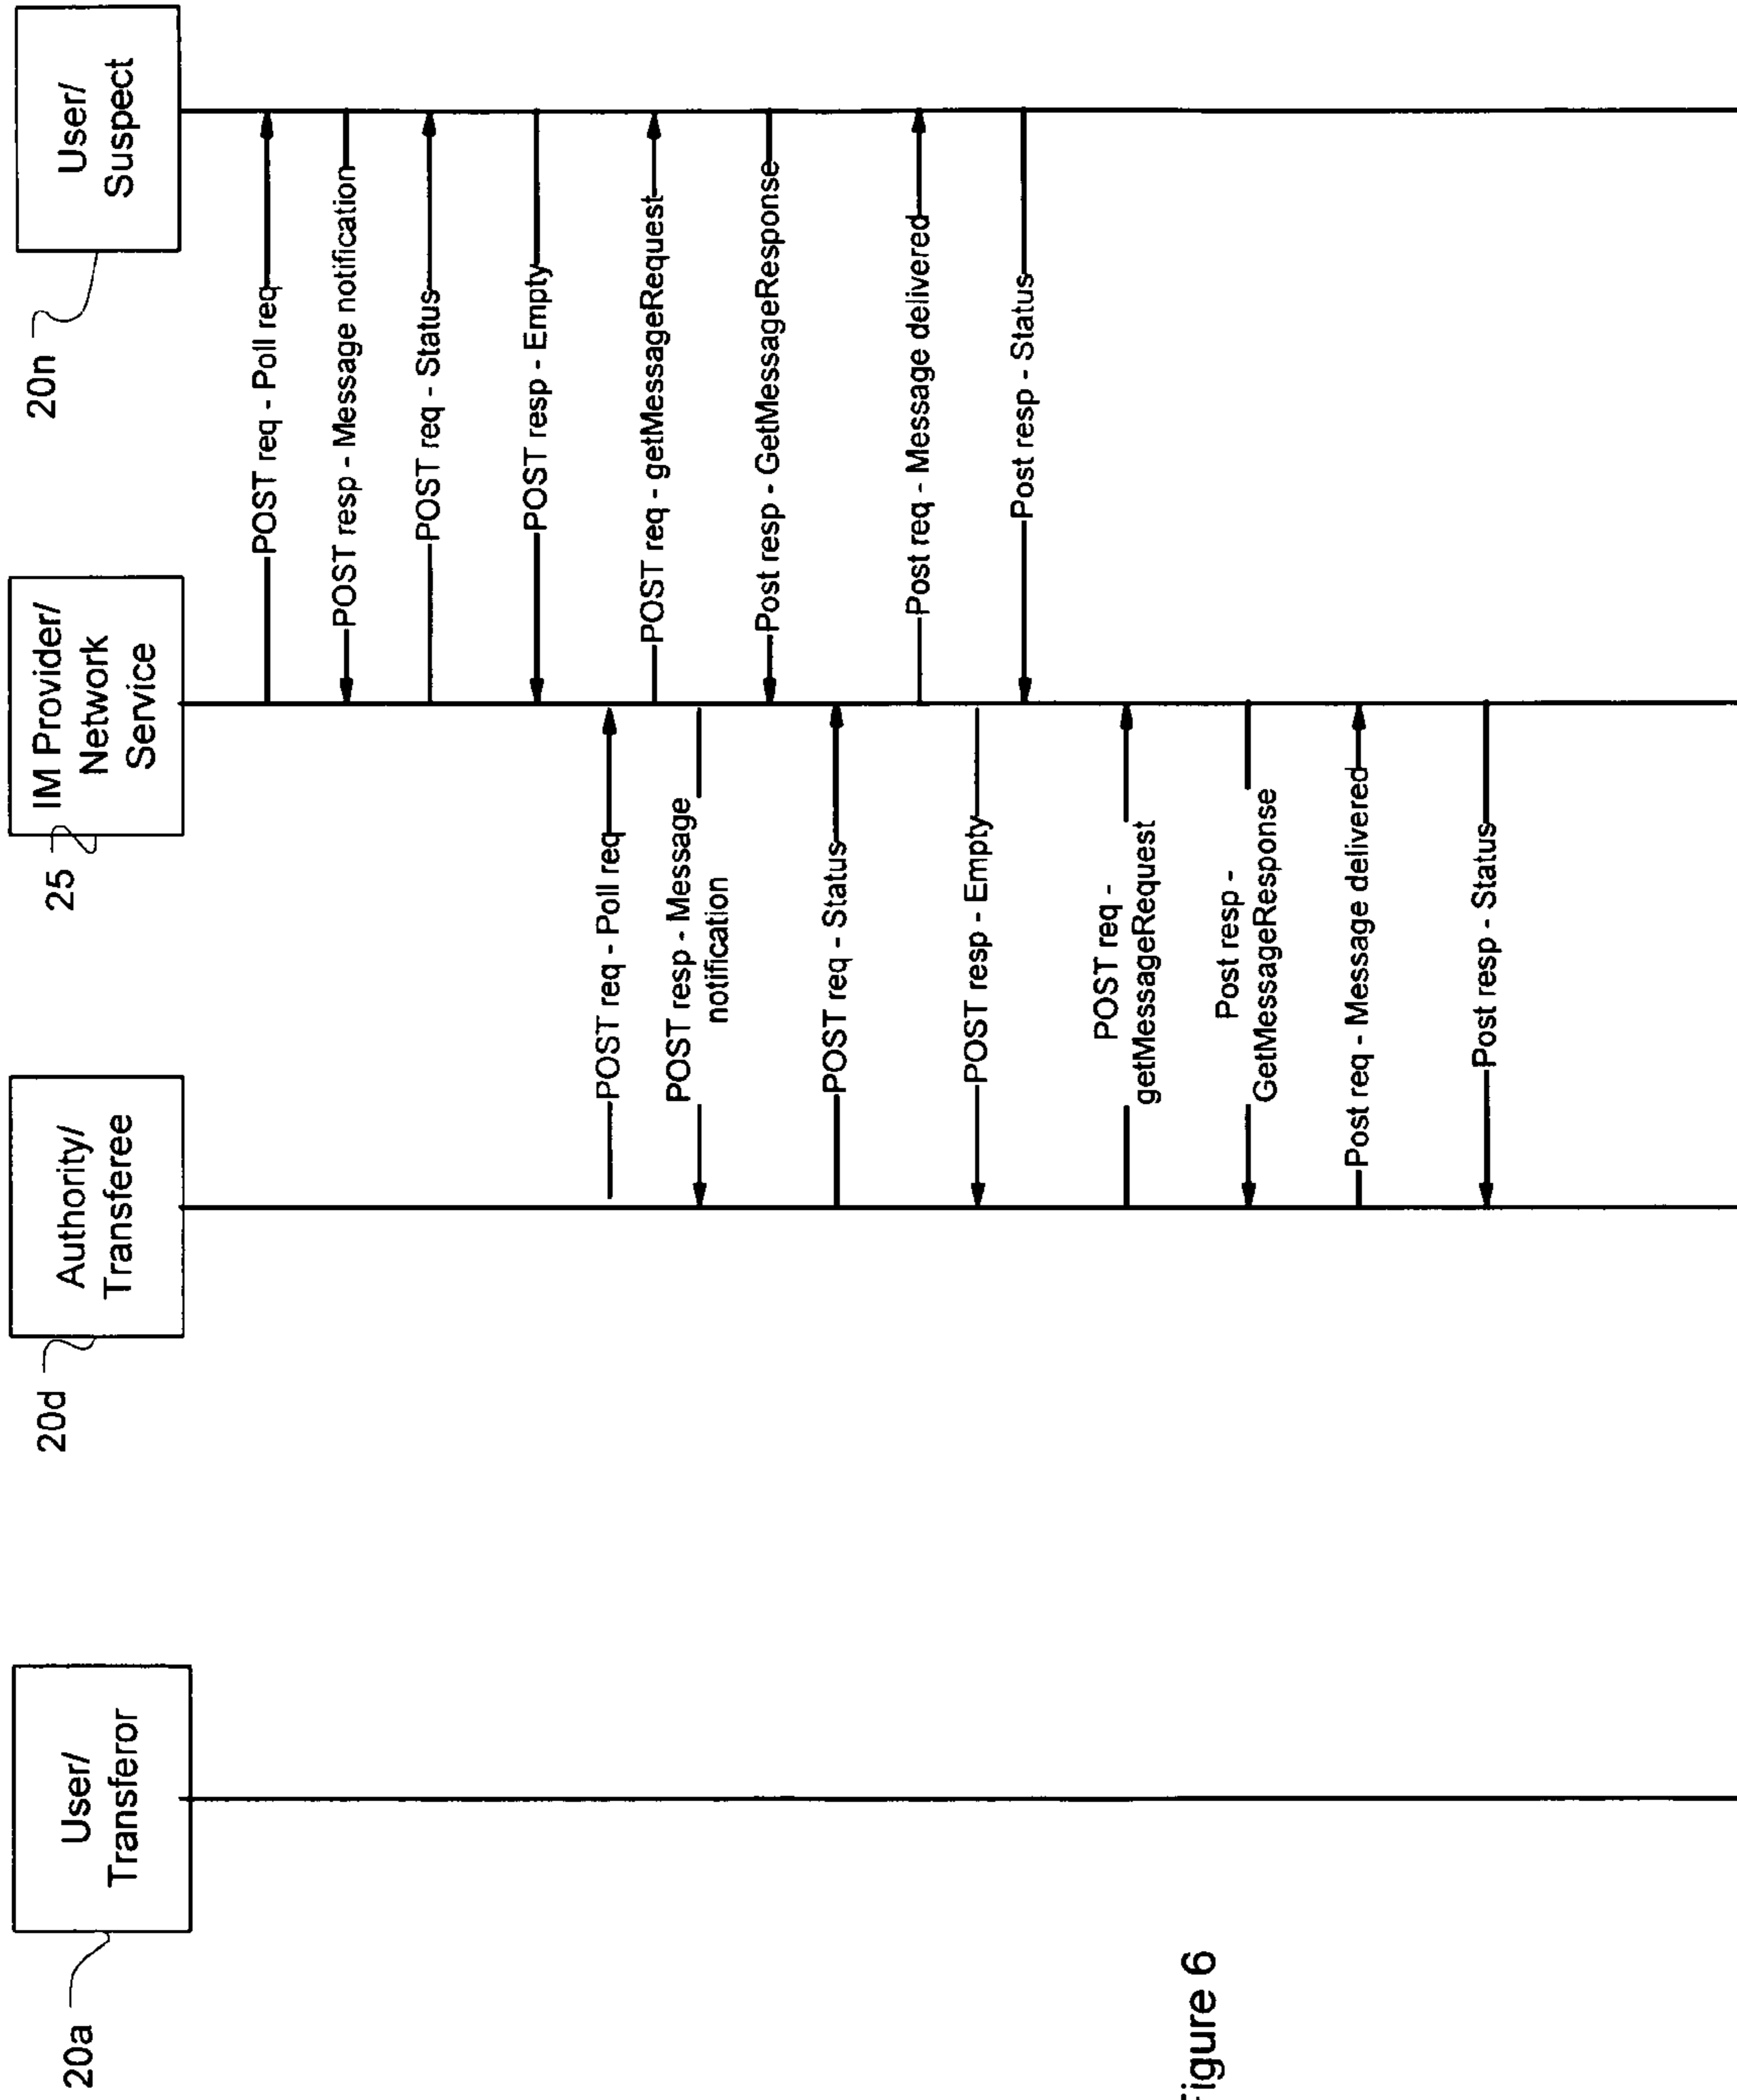 20a
User/
Transferor
20d
Authority/
Transferee
25
IM Provider/
Network
Service
20n
User/
Suspect
POST req - Poll req
POST resp - Message notification
POST req - Status
POST resp - Empty
POST req - Poll req
POST req - getMessageRequest
POST resp - Message
notification
Post resp - GetMessageResponse
POST req - Status
Post req - Message delivered
POST resp - Empty
Post resp - Status
POST req -
getMessageRequest
Post resp -
GetMessageResponse
Post req - Message delivered
Post resp - Status
Figure 6